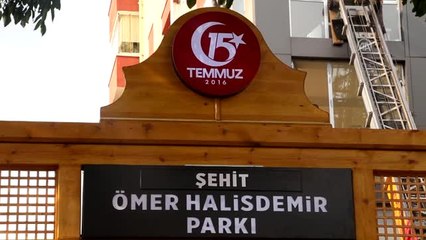 15
TEMMUZ
2016
ŞEHİT
ÖMER HALİSDEMİR
PARKI